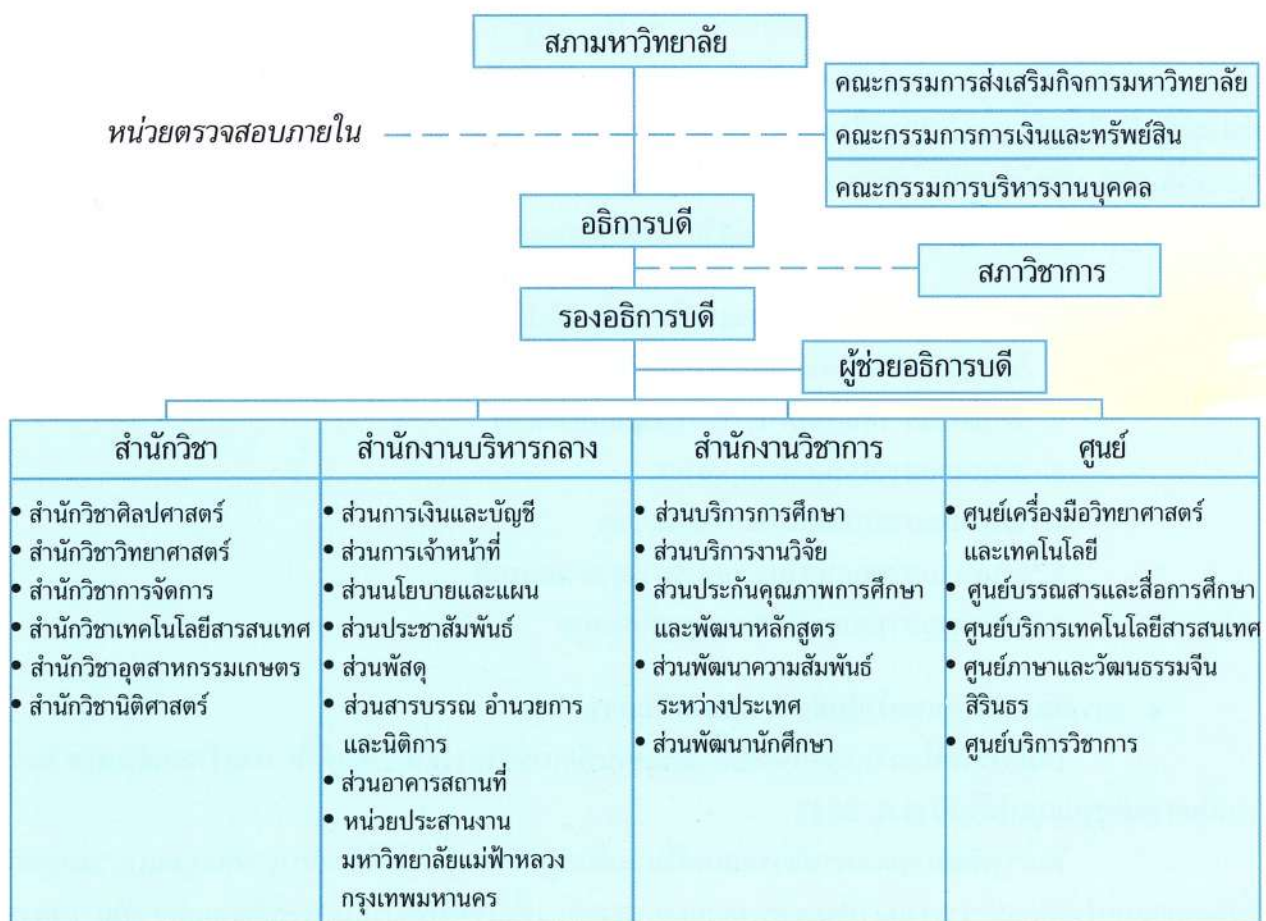 สภามหาวิทยาลัย
คณะกรรมการส่งเสริมกิจการมหาวิทยาลัย
หน่วยตรวจสอบภายใน
คณะกรรมการการเงินและทรัพย์สิน
คณะกรรมการบริหารงานบุคคล
อธิการบดี
สภาวิชาการ
รองอธิการบดี
ผู้ช่วยอธิการบดี
สำนักวิชา
• สำนักวิชาศิลปศาสตร์
• สำนักวิชาวิทยาศาสตร์
• สำนักวิชาการจัดการ
• สำนักวิชาเทคโนโลยีสารสนเทศ
• สำนักวิชาอุตสาหกรรมเกษตร
• สำนักวิชานิติศาสตร์
สำนักงานบริหารกลาง
• ส่วนการเงินและบัญชี
• ส่วนการเจ้าหน้าที่
• ส่วนนโยบายและแผน
• ส่วนประชาสัมพันธ์
• ส่วนพัสดุ
• ส่วนสารบรรณ อำนวยการ
และนิติการ
• ส่วนอาคารสถานที่
• หน่วยประสานงาน
มหาวิทยาลัยแม่ฟ้าหลวง
กรุงเทพมหานคร
สำนักงานวิชาการ
• ส่วนบริการการศึกษา
• ส่วนบริการงานวิจัย
• ส่วนประกันคุณภาพการศึกษา
และพัฒนาหลักสูตร
• ส่วนพัฒนาความสัมพันธ์
ระหว่างประเทศ
• ส่วนพัฒนานักศึกษา
ศูนย์
• ศูนย์เครื่องมือวิทยาศาสตร์
และเทคโนโลยี
• ศูนย์บรรณสารและสื่อการศึกษา
• ศูนย์บริการเทคโนโลยีสารสนเทศ
• ศูนย์ภาษาและวัฒนธรรมจีน
สิรินธร
• ศูนย์บริการวิชาการ